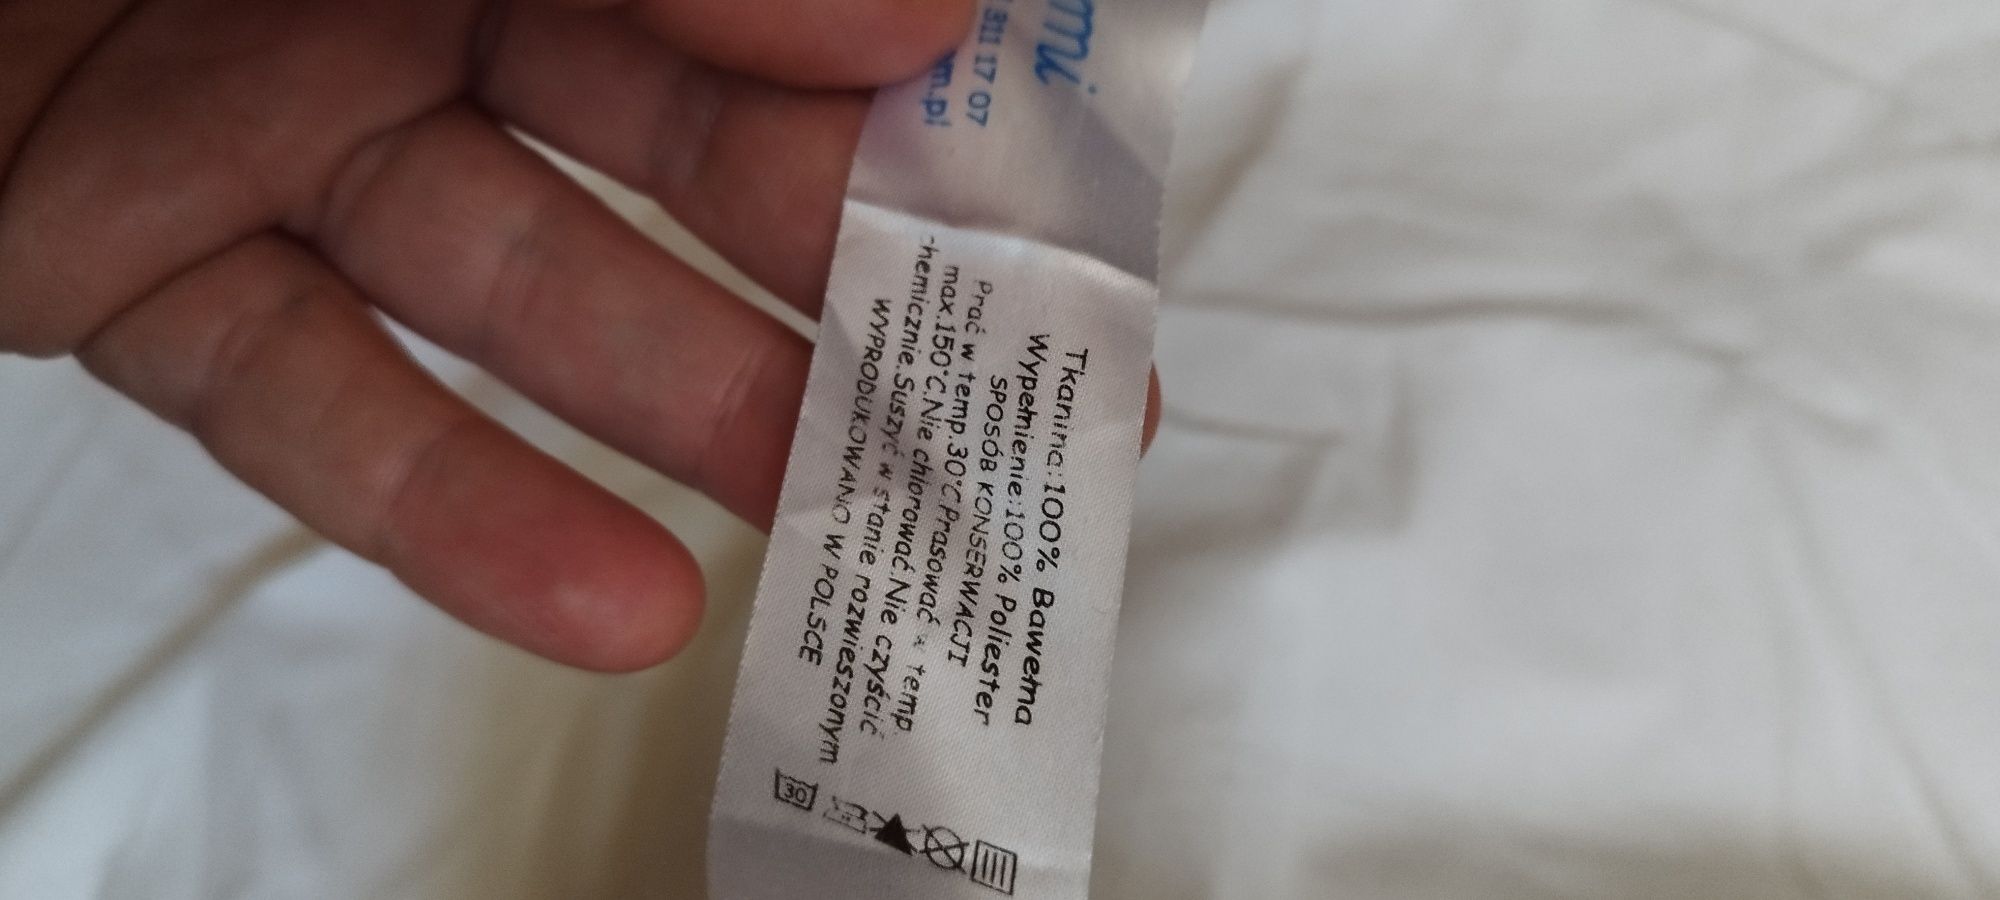 mi
811 17 07
m.pl
Tkanina:100% Bawełna
Wypełnienie:100% Poliester
SPOSÓB KONSERWACJI
Prać w temp.30°C.Prasować w temp.
max.150°C.Nie chlorować.Nie czyścić
hemicznie.Suszyć w stanie rozwieszonym
WYPRODUKOWANO W POLSCE
30